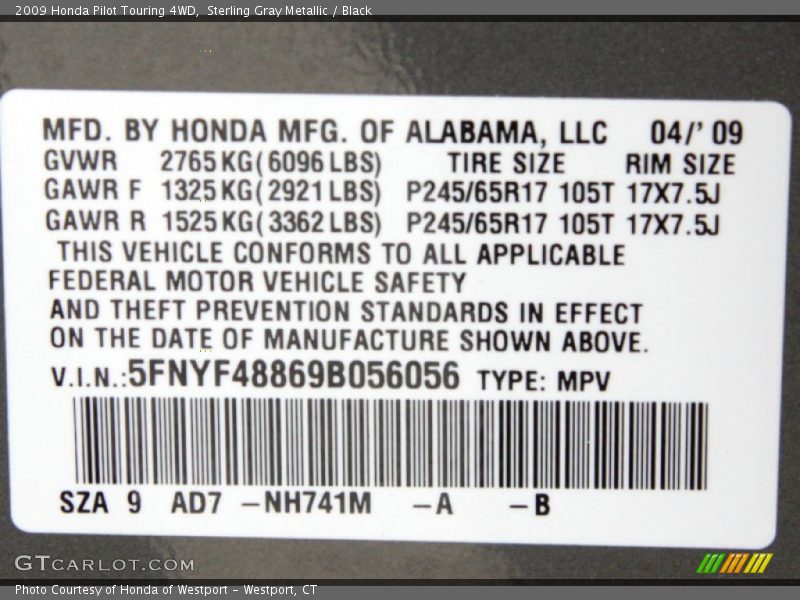 2009 Honda Pilot Touring 4WD,  Sterling Gray Metallic / Black
MFD. BY HONDA MFG. OF ALABAMA, LLC 04/' 09
GVWR 2765 KG( 6096 LBS) TIRE SIZE RIM SIZE
GAWR F 1325 KG( 2921 LBS) P245/65R17 105T 17X7.5J
GAWR R 1525 KG( 3362 LBS) P245/65R17 105T 17X7.5J
THIS VEHICLE CONFORMS TO ALL APPLICABLE
FEDERAL MOTOR VEHICLE SAFETY
AND THEFT PREVENTION STANDARDS IN EFFECT
ON THE DATE OF MANUFACTURE SHOWN ABOVE.
V.I.N.:5FNYF48869B056056 TYPE: MPV
SZA 9 AD7 –NH741M –A –B
GTCARLOT.COM
Photo Courtesy of Honda of Westport – Westport, CT